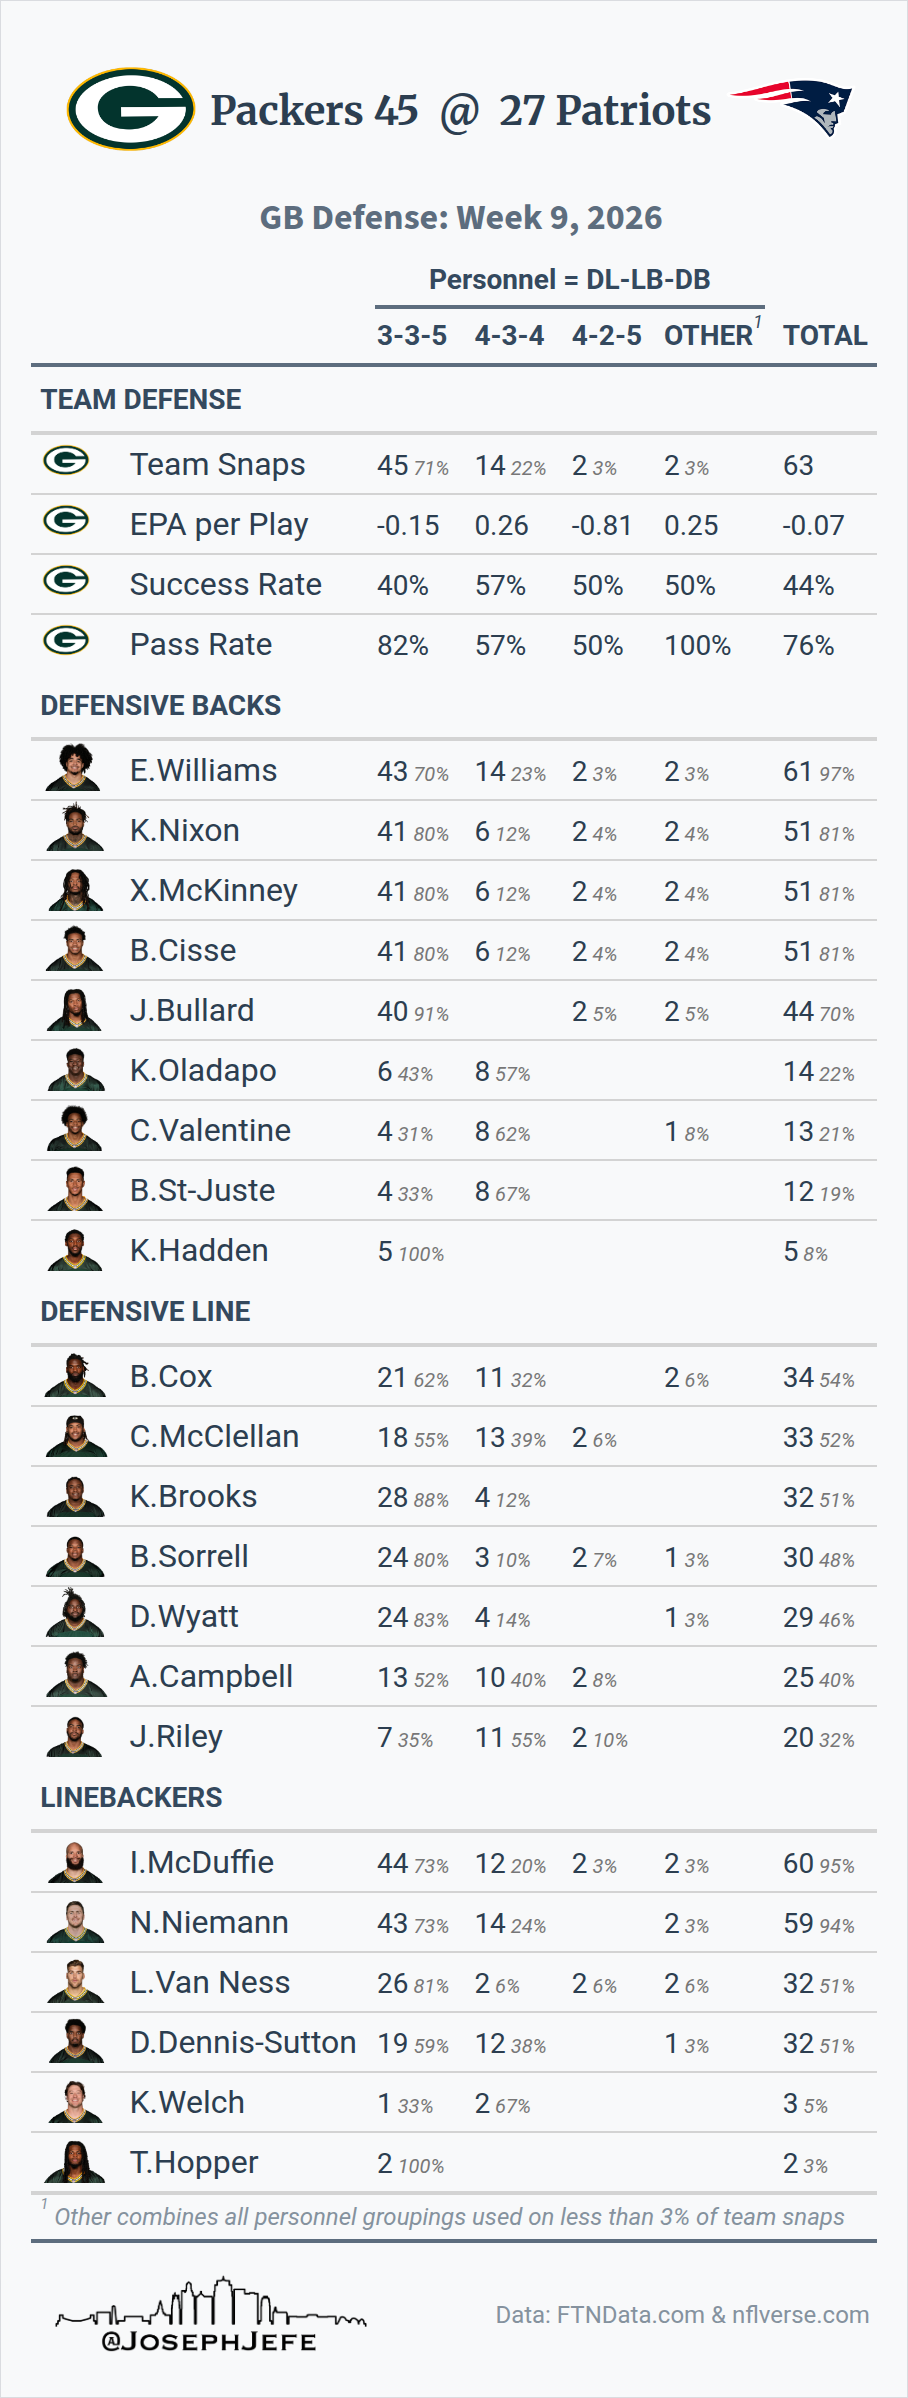 Packers 45 @ 27 Patriots
GB Defense: Week 9, 2026
Personnel = DL-LB-DB
3-3-5 4-3-4 4-2-5 OTHER1 TOTAL
TEAM DEFENSE
Team Snaps 45 71% 14 22% 2 3% 2 3% 63
EPA per Play -0.15 0.26 -0.81 0.25 -0.07
Success Rate 40% 57% 50% 50% 44%
Pass Rate 82% 57% 50% 100% 76%
DEFENSIVE BACKS
E.Williams 43 70% 14 23% 2 3% 2 3% 61 97%
K.Nixon 41 80% 6 12% 2 4% 2 4% 51 81%
X.McKinney 41 80% 6 12% 2 4% 2 4% 51 81%
B.Cisse 41 80% 6 12% 2 4% 2 4% 51 81%
J.Bullard 40 91% 2 5% 2 5% 44 70%
K.Oladapo 6 43% 8 57% 14 22%
C.Valentine 4 31% 8 62% 1 8% 13 21%
B.St-Juste 4 33% 8 67% 12 19%
K.Hadden 5 100% 5 8%
DEFENSIVE LINE
B.Cox 21 62% 11 32% 2 6% 34 54%
C.McClellan 18 55% 13 39% 2 6% 33 52%
K.Brooks 28 88% 4 12% 32 51%
B.Sorrell 24 80% 3 10% 2 7% 1 3% 30 48%
D.Wyatt 24 83% 4 14% 1 3% 29 46%
A.Campbell 13 52% 10 40% 2 8% 25 40%
J.Riley 7 35% 11 55% 2 10% 20 32%
LINEBACKERS
I.McDuffie 44 73% 12 20% 2 3% 2 3% 60 95%
N.Niemann 43 73% 14 24% 2 3% 59 94%
L.Van Ness 26 81% 2 6% 2 6% 2 6% 32 51%
D.Dennis-Sutton 19 59% 12 38% 1 3% 32 51%
K.Welch 1 33% 2 67% 3 5%
T.Hopper 2 100% 2 3%
1 Other combines all personnel groupings used on less than 3% of team snaps
@JOSEPHJEFE
Data: FTNData.com & nflverse.com